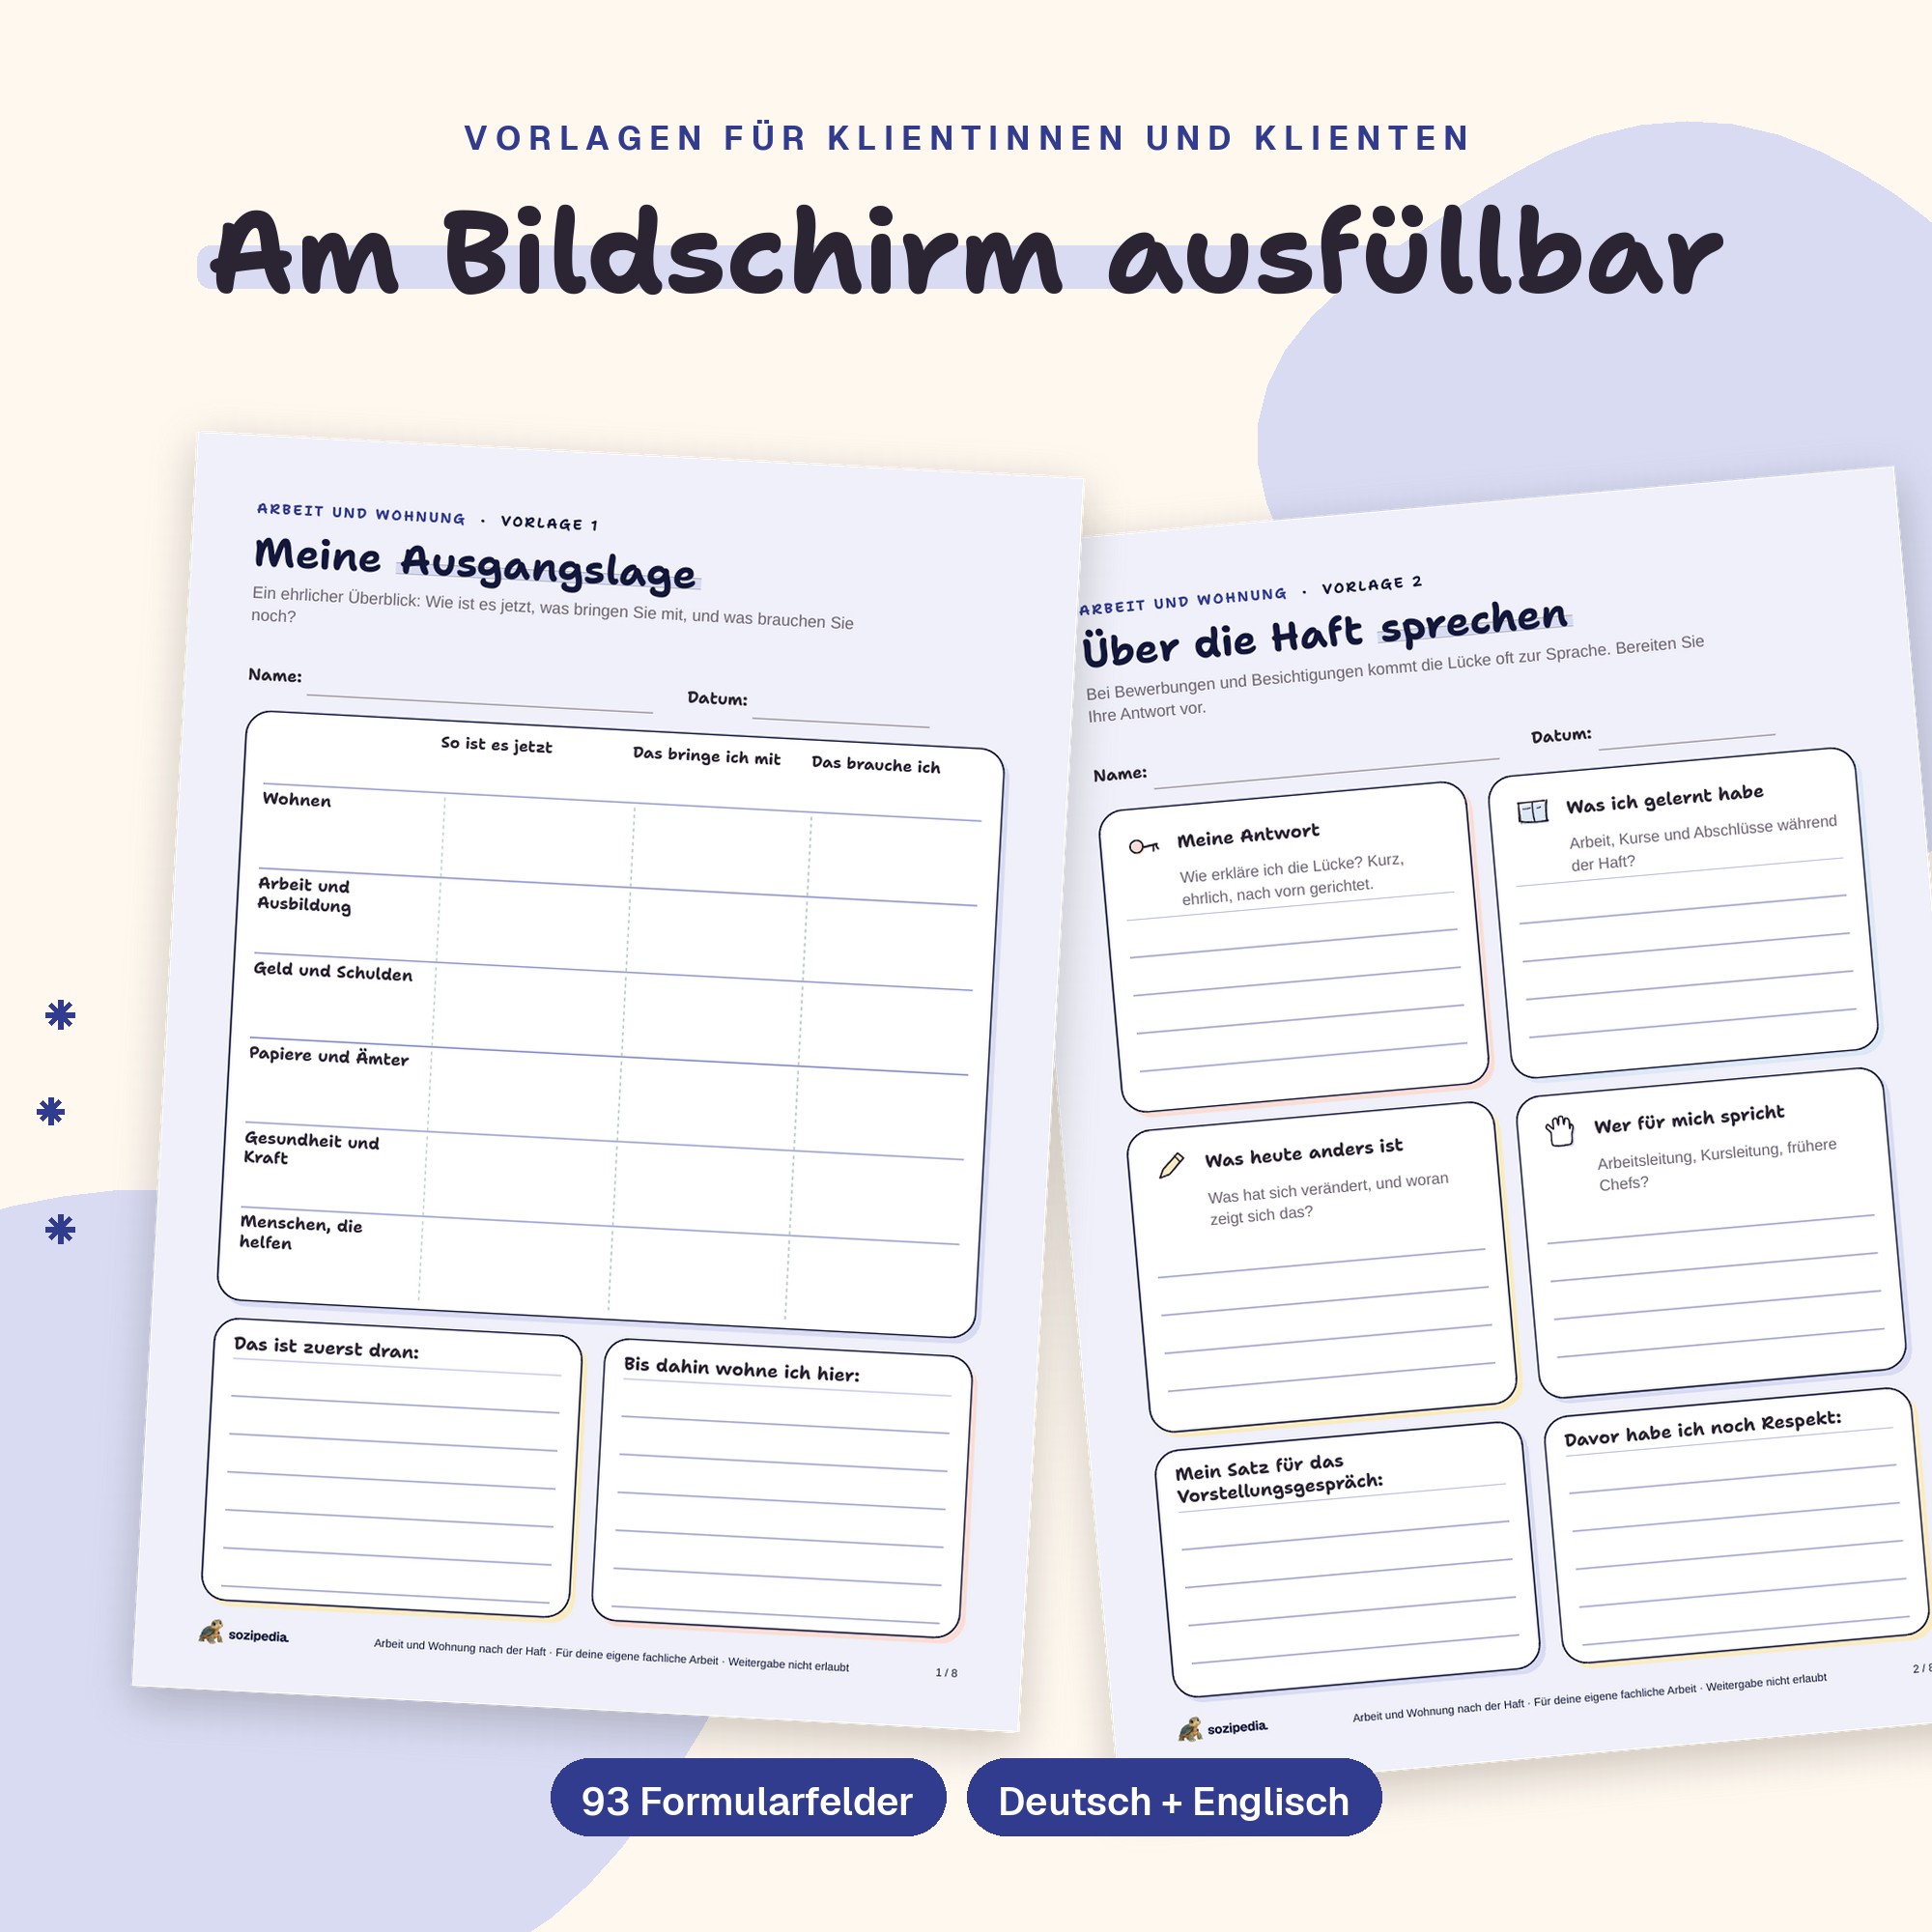 VORLAGEN FÜR KLIENTINNEN UND KLIENTEN
Am Bildschirm ausfüllbar
ARBEIT UND WOHNUNG · VORLAGE 1
Meine Ausgangslage
Ein ehrlicher Überblick: Wie ist es jetzt, was bringen Sie mit, und was brauchen Sie
noch?
Name:
Datum:
So ist es jetzt
Das bringe ich mit
Das brauche ich
Wohnen
Arbeit und
Ausbildung
Geld und Schulden
Papiere und Ämter
Gesundheit und
Kraft
Menschen, die
helfen
Das ist zuerst dran:
Bis dahin wohne ich hier:
sozipedia.
Arbeit und Wohnung nach der Haft · Für deine eigene fachliche Arbeit · Weitergabe nicht erlaubt
1 / 8
ARBEIT UND WOHNUNG · VORLAGE 2
Über die Haft sprechen
Bei Bewerbungen und Besichtigungen kommt die Lücke oft zur Sprache. Bereiten Sie
Ihre Antwort vor.
Name:
Datum:
Meine Antwort
Wie erkläre ich die Lücke? Kurz,
ehrlich, nach vorn gerichtet.
Was ich gelernt habe
Arbeit, Kurse und Abschlüsse während
der Haft?
Was heute anders ist
Was hat sich verändert, und woran
zeigt sich das?
Wer für mich spricht
Arbeitsleitung, Kursleitung, frühere
Chefs?
Mein Satz für das
Vorstellungsgespräch:
Davor habe ich noch Respekt:
sozipedia.
Arbeit und Wohnung nach der Haft · Für deine eigene fachliche Arbeit · Weitergabe nicht erlaubt
2 / 8
93 Formularfelder
Deutsch + Englisch